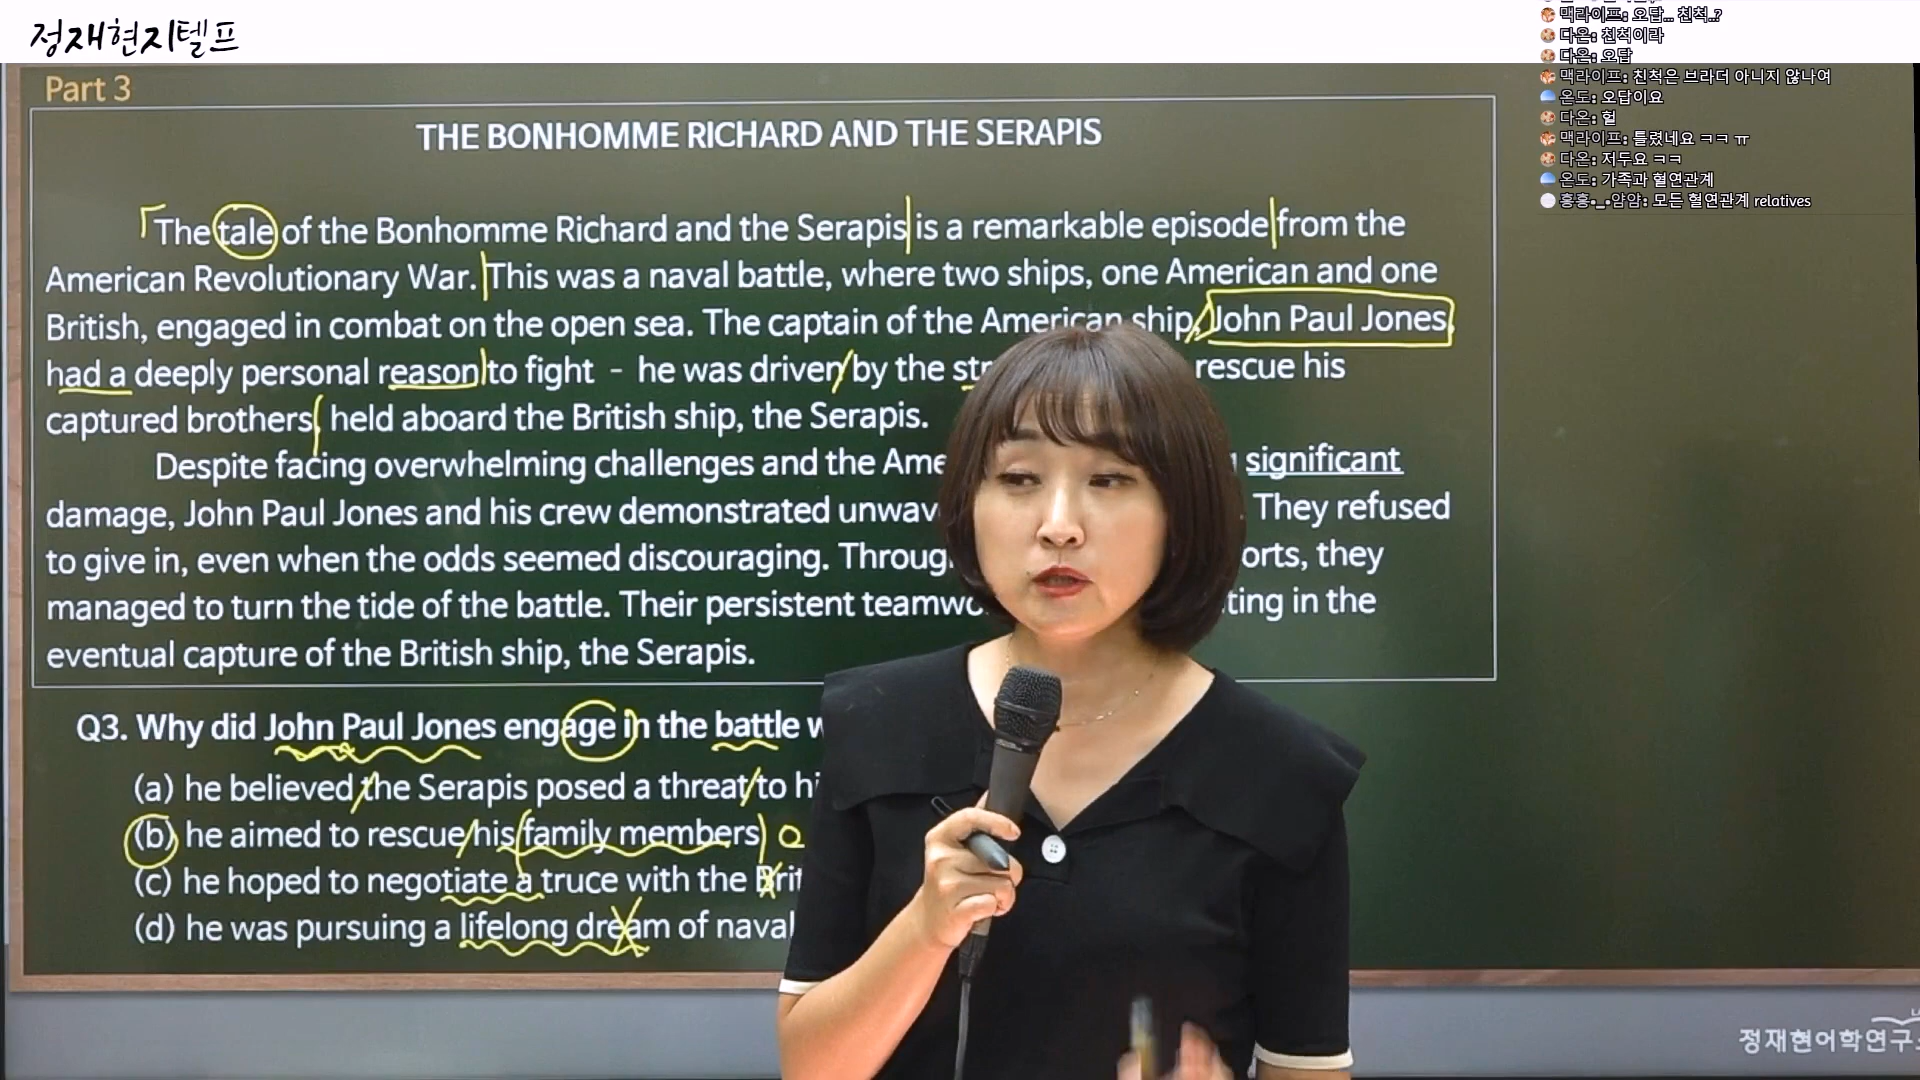 정재현지텔프
맥라이프: 오답... 친척..?
다온: 친척이라
다온: 오답
맥라이프: 친척은 브라더 아니지 않나여
온도: 오답이요
다온: 헐
맥라이프: 틀렸네요 ㅋㅋ ㅠ
다온: 저두요 ㅋㅋ
온도: 가족과 혈연관계
홍홍•_•얌얌: 모든 혈연관계 relatives
Part 3
THE BONHOMME RICHARD AND THE SERAPIS
The tale of the Bonhomme Richard and the Serapis is a remarkable episode from the
American Revolutionary War. This was a naval battle, where two ships, one American and one
British, engaged in combat on the open sea. The captain of the American ship, John Paul Jones,
had a deeply personal reason to fight - he was driven by the rescue his
captured brothers, held aboard the British ship, the Serapis.
Despite facing overwhelming challenges and the significant
damage, John Paul Jones and his crew demonstrated They refused
to give in, even when the odds seemed discouraging. they
managed to turn the tide of the battle. Their persistent in the
eventual capture of the British ship, the Serapis.
Q3. Why did John Paul Jones engage in the battle
(a) he believed the Serapis posed a threat to
(b) he aimed to rescue his family members
(c) he hoped to negotiate a truce with the
(d) he was pursuing a lifelong dream of naval
정재현어학연구